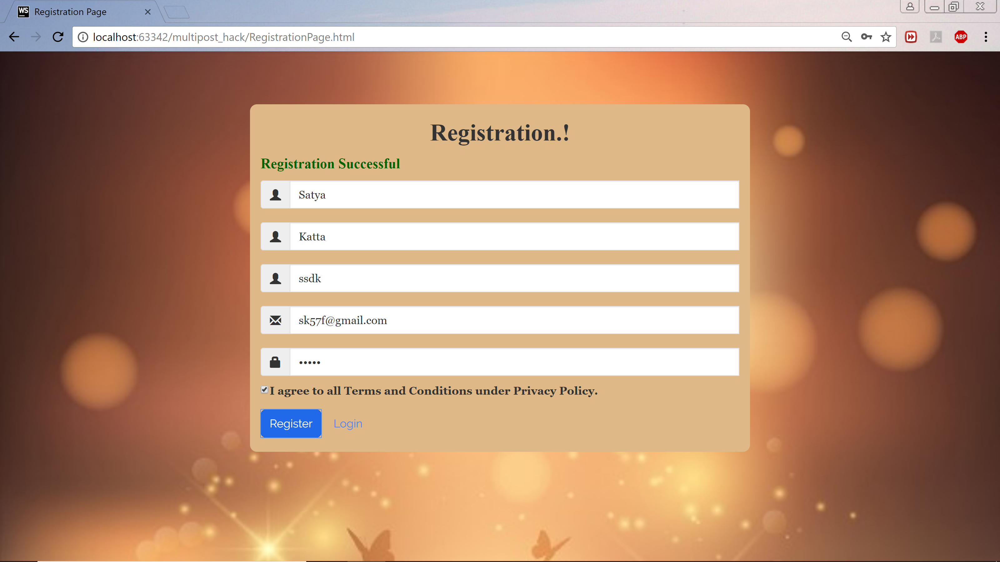 WS Registration Page
localhost:63342/multipost_hack/RegistrationPage.html
ABP
Registration.!
Registration Successful
Satya
Katta
ssdk
sk57f@gmail.com
•••••
I agree to all Terms and Conditions under Privacy Policy.
Register Login